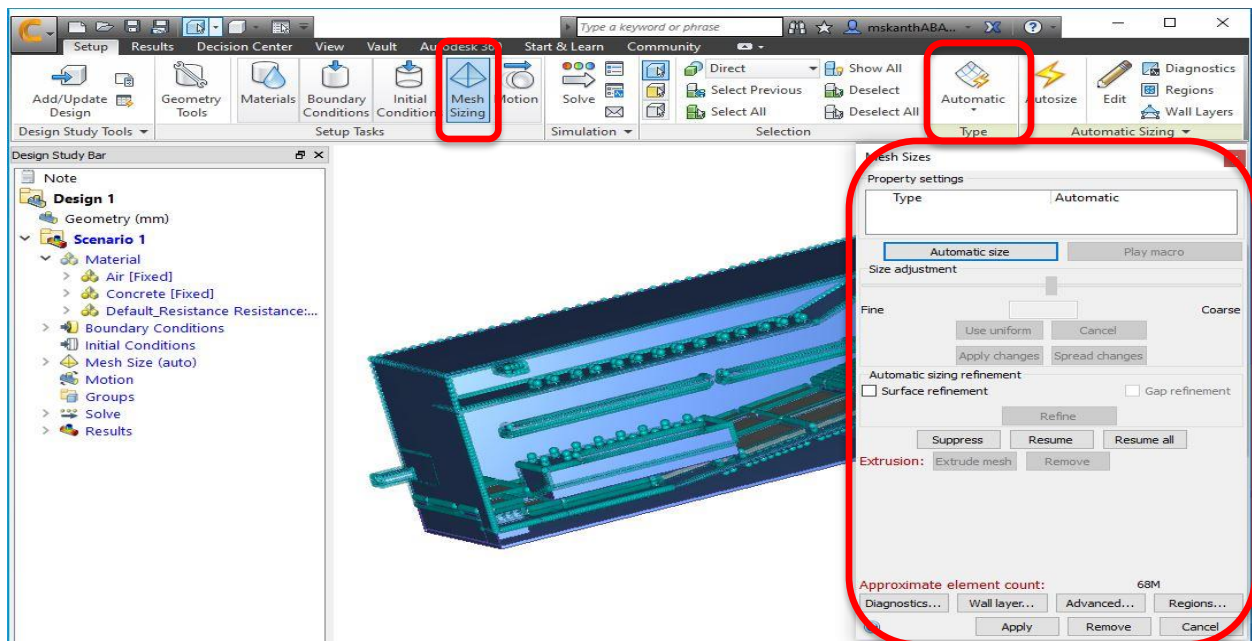 Type a keyword or phrase
mskanthABA...
Setup Results Decision Center View Vault Autodesk 360 Start & Learn Community
Add/Update Design
Geometry Tools
Materials
Boundary Conditions
Initial Conditions
Mesh Sizing
Motion
Solve
Direct
Select Previous
Select All
Show All
Deselect
Deselect All
Automatic
Autosize
Edit
Diagnostics
Regions
Wall Layers
Design Study Tools
Setup Tasks
Simulation
Selection
Type
Automatic Sizing
Design Study Bar
Note
Design 1
Geometry (mm)
Scenario 1
Material
Air [Fixed]
Concrete [Fixed]
Default_Resistance Resistance:...
Boundary Conditions
Initial Conditions
Mesh Size (auto)
Motion
Groups
Solve
Results
Mesh Sizes
Property settings
Type Automatic
Automatic size Play macro
Size adjustment
Fine Coarse
Use uniform Cancel
Apply changes Spread changes
Automatic sizing refinement
Surface refinement Gap refinement
Refine
Suppress Resume Resume all
Extrusion: Extrude mesh Remove
Approximate element count: 68M
Diagnostics... Wall layer... Advanced... Regions...
Apply Remove Cancel